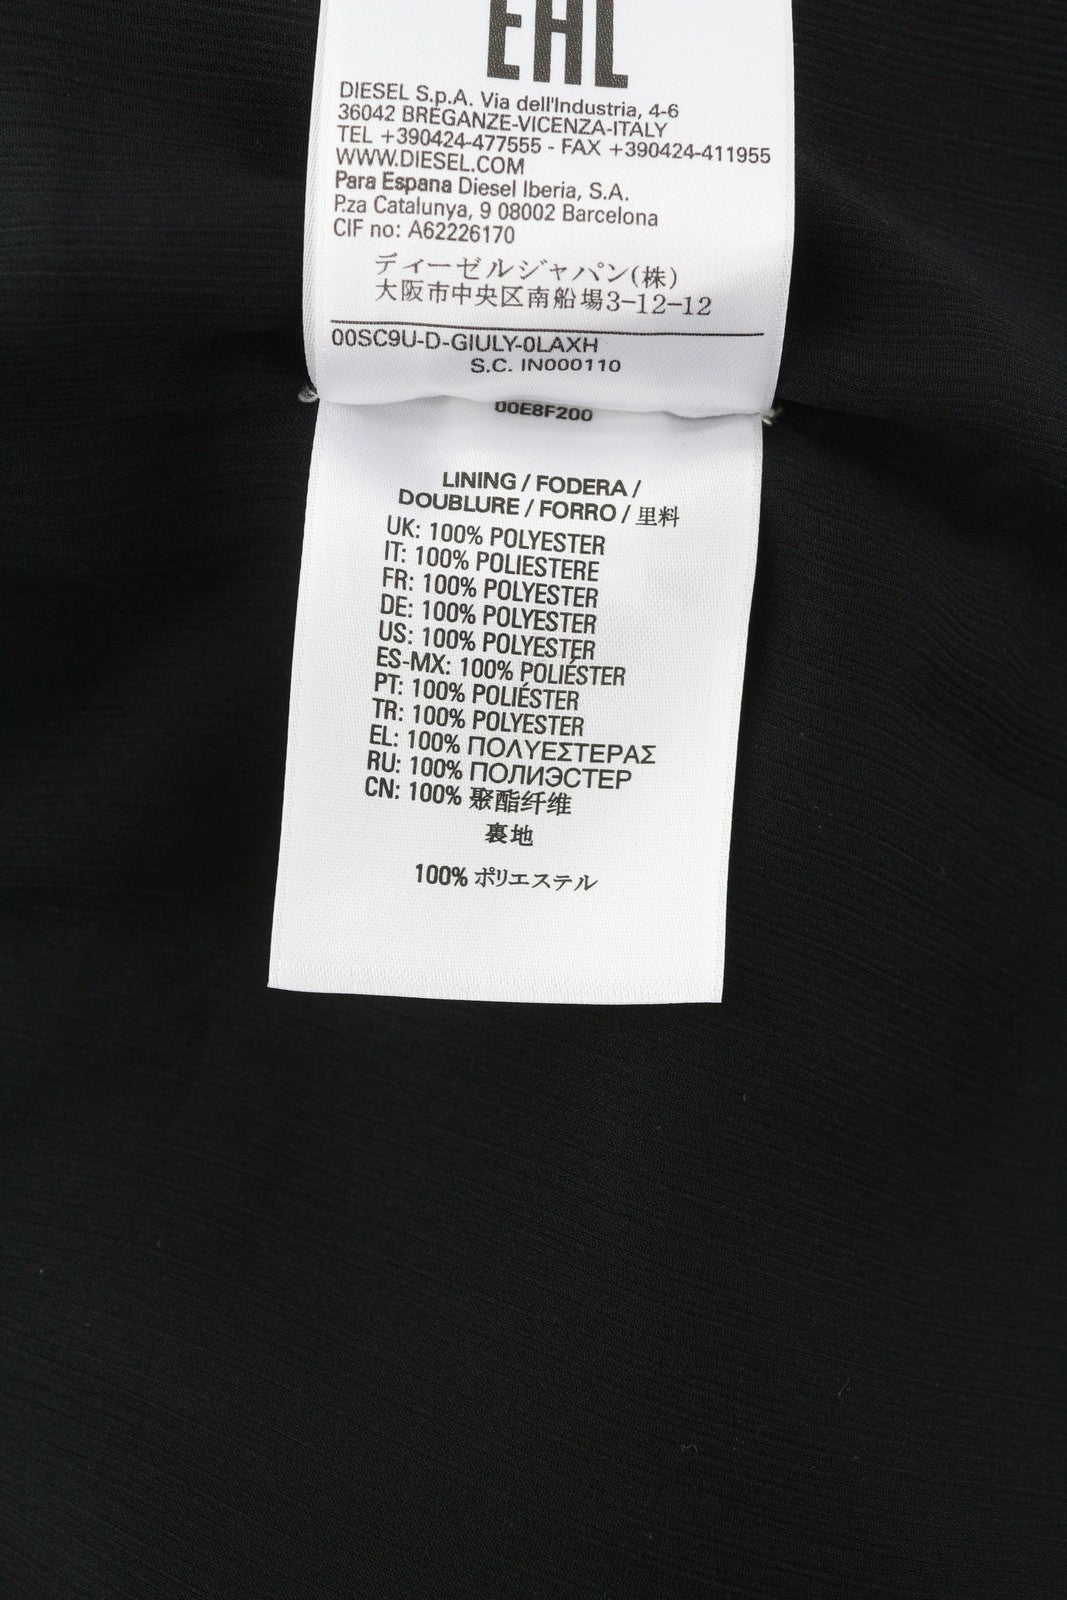 EAC
DIESEL S.p.A. Via dell'Industria, 4-6
36042 BREGANZE-VICENZA-ITALY
TEL +390424-477555 - FAX +390424-411955
WWW.DIESEL.COM
Para Espana Diesel Iberia, S.A.
P.za Catalunya, 9 08002 Barcelona
CIF no: A62226170
ディーゼルジャパン(株)
大阪市中央区南船場3-12-12
00SC9U-D-GIULY-0LAXH
S.C. IN000110
00E8F200
LINING / FODERA /
DOUBLURE / FORRO / 里料
UK: 100% POLYESTER
IT: 100% POLIESTERE
FR: 100% POLYESTER
DE: 100% POLYESTER
US: 100% POLYESTER
ES-MX: 100% POLIÉSTER
PT: 100% POLIÉSTER
TR: 100% POLYESTER
EL: 100% ΠΟΛΥΕΣΤΕΡΑΣ
RU: 100% ПОЛИЭСТЕР
CN: 100% 聚酯纤维
裏地
100% ポリエステル